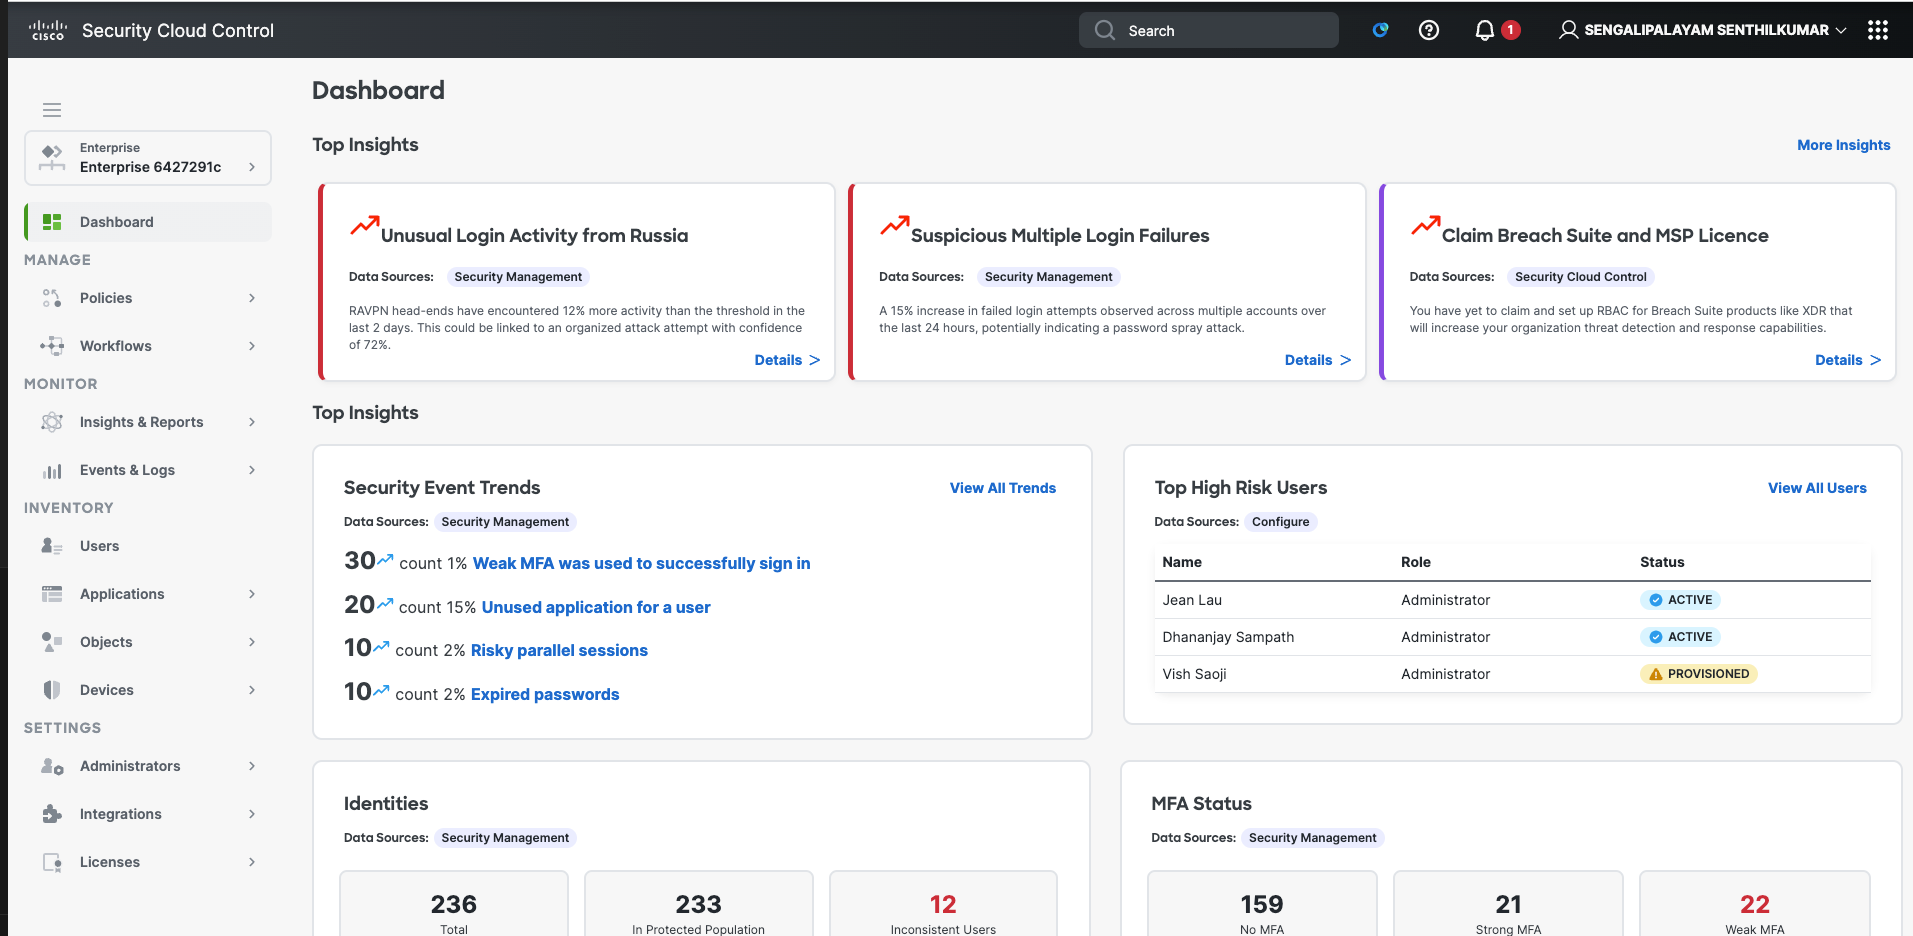 cisco Security Cloud Control
Search
1
SENGALIPALAYAM SENTHILKUMAR
Enterprise
Enterprise 6427291c
Dashboard
MANAGE
Policies
Workflows
MONITOR
Insights & Reports
Events & Logs
INVENTORY
Users
Applications
Objects
Devices
SETTINGS
Administrators
Integrations
Licenses
Dashboard
Top Insights
More Insights
Unusual Login Activity from Russia
Data Sources: Security Management
RAVPN head-ends have encountered 12% more activity than the threshold in the
last 2 days. This could be linked to an organized attack attempt with confidence
of 72%.
Details >
Suspicious Multiple Login Failures
Data Sources: Security Management
A 15% increase in failed login attempts observed across multiple accounts over
the last 24 hours, potentially indicating a password spray attack.
Details >
Claim Breach Suite and MSP Licence
Data Sources: Security Cloud Control
You have yet to claim and set up RBAC for Breach Suite products like XDR that
will increase your organization threat detection and response capabilities.
Details >
Top Insights
Security Event Trends
View All Trends
Data Sources: Security Management
30 count 1% Weak MFA was used to successfully sign in
20 count 15% Unused application for a user
10 count 2% Risky parallel sessions
10 count 2% Expired passwords
Top High Risk Users
View All Users
Data Sources: Configure
Name Role Status
Jean Lau Administrator ACTIVE
Dhananjay Sampath Administrator ACTIVE
Vish Saoji Administrator PROVISIONED
Identities
Data Sources: Security Management
236
Total
233
In Protected Population
12
Inconsistent Users
MFA Status
Data Sources: Security Management
159
No MFA
21
Strong MFA
22
Weak MFA